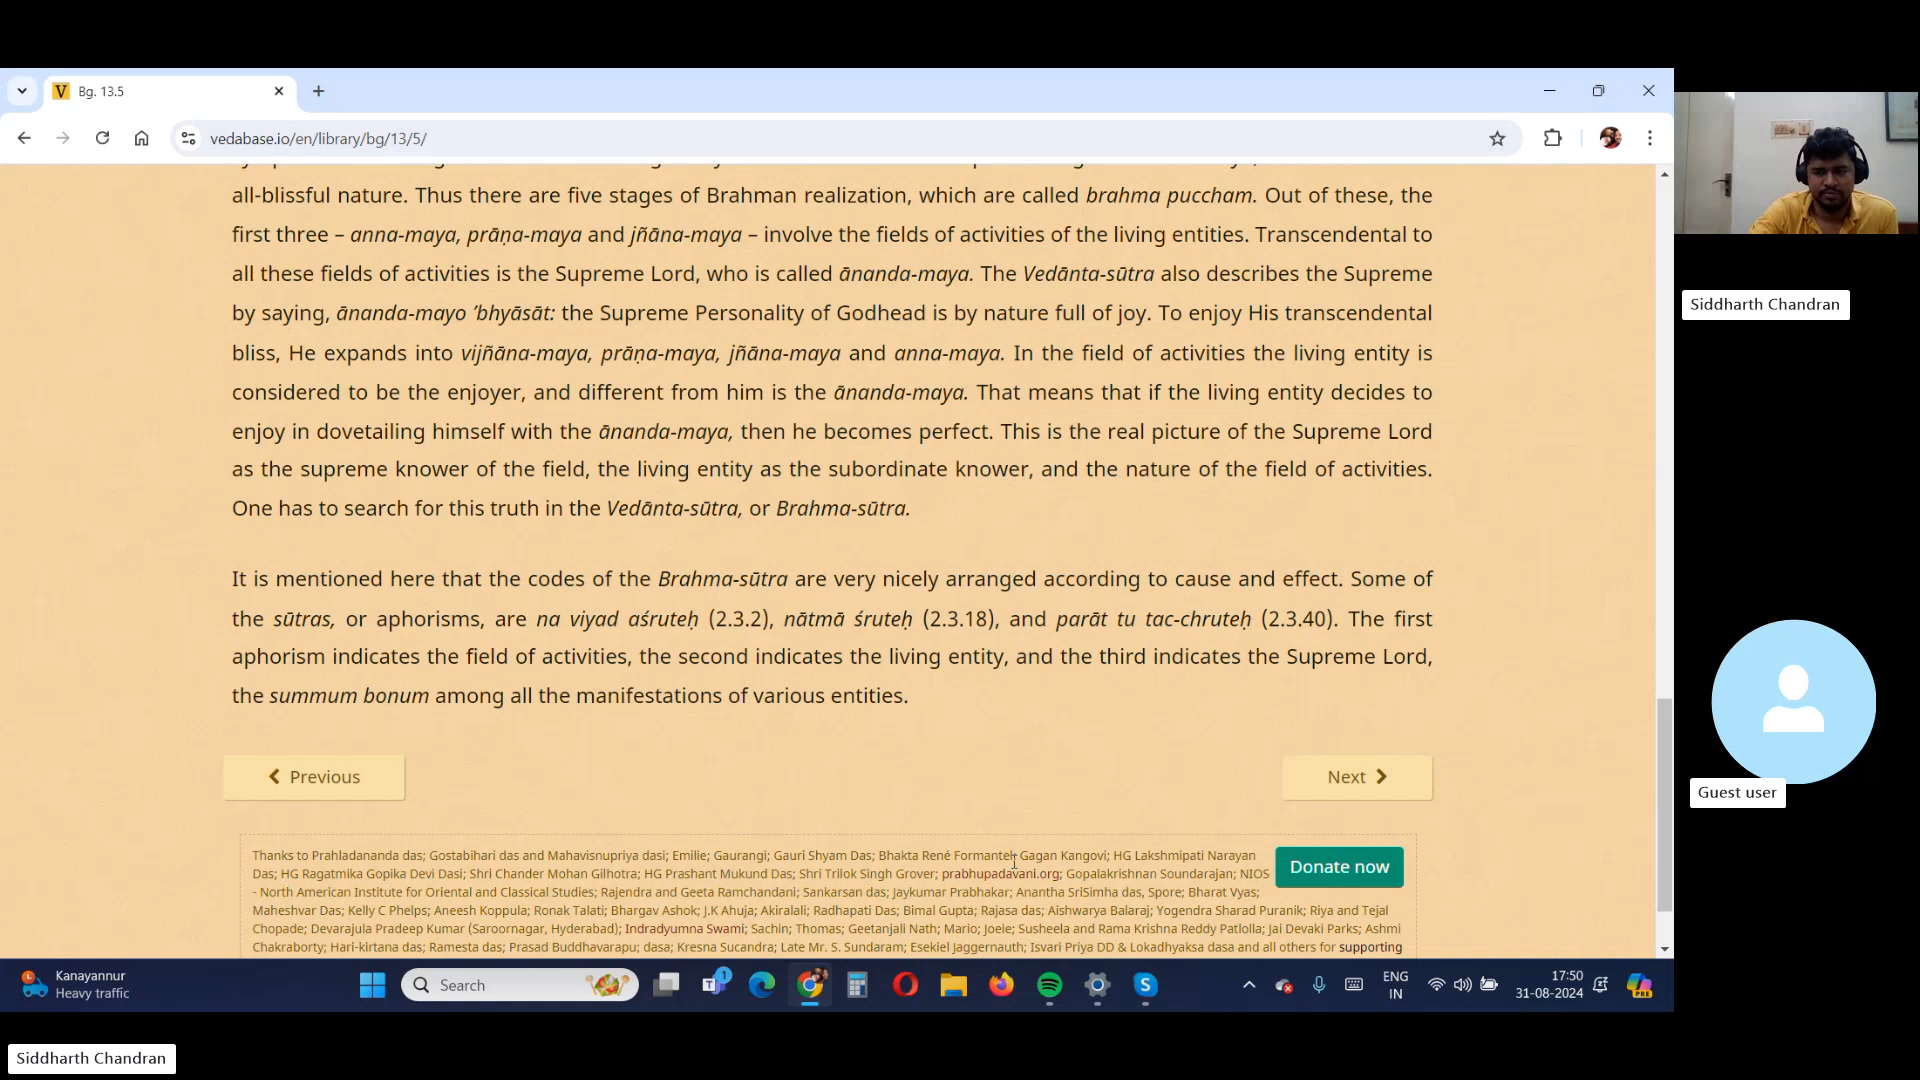 Bg. 13.5
vedabase.io/en/library/bg/13/5/
all-blissful nature. Thus there are five stages of Brahman realization, which are called brahma puccham. Out of these, the
first three – anna-maya, prāṇa-maya and jñāna-maya – involve the fields of activities of the living entities. Transcendental to
all these fields of activities is the Supreme Lord, who is called ānanda-maya. The Vedānta-sūtra also describes the Supreme
by saying, ānanda-mayo ’bhyāsāt: the Supreme Personality of Godhead is by nature full of joy. To enjoy His transcendental
bliss, He expands into vijñāna-maya, prāṇa-maya, jñāna-maya and anna-maya. In the field of activities the living entity is
considered to be the enjoyer, and different from him is the ānanda-maya. That means that if the living entity decides to
enjoy in dovetailing himself with the ānanda-maya, then he becomes perfect. This is the real picture of the Supreme Lord
as the supreme knower of the field, the living entity as the subordinate knower, and the nature of the field of activities.
One has to search for this truth in the Vedānta-sūtra, or Brahma-sūtra.
It is mentioned here that the codes of the Brahma-sūtra are very nicely arranged according to cause and effect. Some of
the sūtras, or aphorisms, are na viyad aśruteḥ (2.3.2), nātmā śruteḥ (2.3.18), and parāt tu tac-chruteḥ (2.3.40). The first
aphorism indicates the field of activities, the second indicates the living entity, and the third indicates the Supreme Lord,
the summum bonum among all the manifestations of various entities.
Previous
Next
Thanks to Prahladananda das; Gostabihari das and Mahavisnupriya dasi; Emilie; Gaurangi; Gauri Shyam Das; Bhakta René Formantel; Gagan Kangovi; HG Lakshmipati Narayan
Das; HG Ragatmika Gopika Devi Dasi; Shri Chander Mohan Gilhotra; HG Prashant Mukund Das; Shri Trilok Singh Grover; prabhupadavani.org; Gopalakrishnan Soundarajan; NIOS
- North American Institute for Oriental and Classical Studies; Rajendra and Geeta Ramchandani; Sankarsan das; Jaykumar Prabhakar; Anantha SriSimha das, Spore; Bharat Vyas;
Maheshvar Das; Kelly C Phelps; Aneesh Koppula; Ronak Talati; Bhargav Ashok; J.K Ahuja; Akiralali; Radhapati Das; Bimal Gupta; Rajasa das; Aishwarya Balaraj; Yogendra Sharad Puranik; Riya and Tejal
Chopade; Devarajula Pradeep Kumar (Saroornagar, Hyderabad); Indradyumna Swami; Sachin; Thomas; Geetanjali Nath; Mario; Joeie; Susheela and Rama Krishna Reddy Patlolla; Jai Devaki Parks; Ashmi
Chakraborty; Hari-kirtana das; Ramesta das; Prasad Buddhavarapu; dasa; Kresna Sucandra; Late Mr. S. Sundaram; Esekiel Jaggernauth; Isvari Priya DD & Lokadhyaksa dasa and all others for supporting
Donate now
Kanayannur
Heavy traffic
Search
1
ENG
IN
17:50
31-08-2024
PRE
Siddharth Chandran
Guest user
Siddharth Chandran